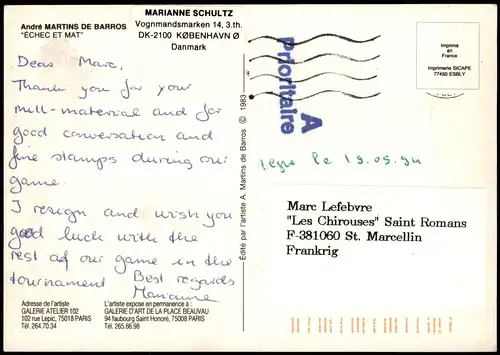 André MARTINS DE BARROS
"ÉCHEC ET MAT"
MARIANNE SCHULTZ
Vognmandsmarken 14, 3.th.
DK-2100 KØBENHAVN Ø
Danmark
Dear Marc,
Thank you for your
mill-material and for
good conversation and
fine stamps during our
game.
I resign and wish you
good luck with the
rest of our game in the
tournament Best regards
Marianne
Adresse de l'artiste
GALERIE ATELIER 102
102 rue Lepic, 75018 PARIS
Tél. 264.70.34
L'artiste expose en permanence à :
GALERIE D'ART DE LA PLACE BEAUVAU
94 faubourg Saint Honoré, 75008 PARIS
Tél. 265.66.98
Édité par l'artiste A. Martins de Barros © 1983
A
Prioritaire
Imprimé
en
France
Imprimerie SICAPE
77450 ESBLY
reçue le 19.05.94
Marc Lefebvre
"Les Chirouses" Saint Romans
F-381060 St. Marcellin
Frankrig